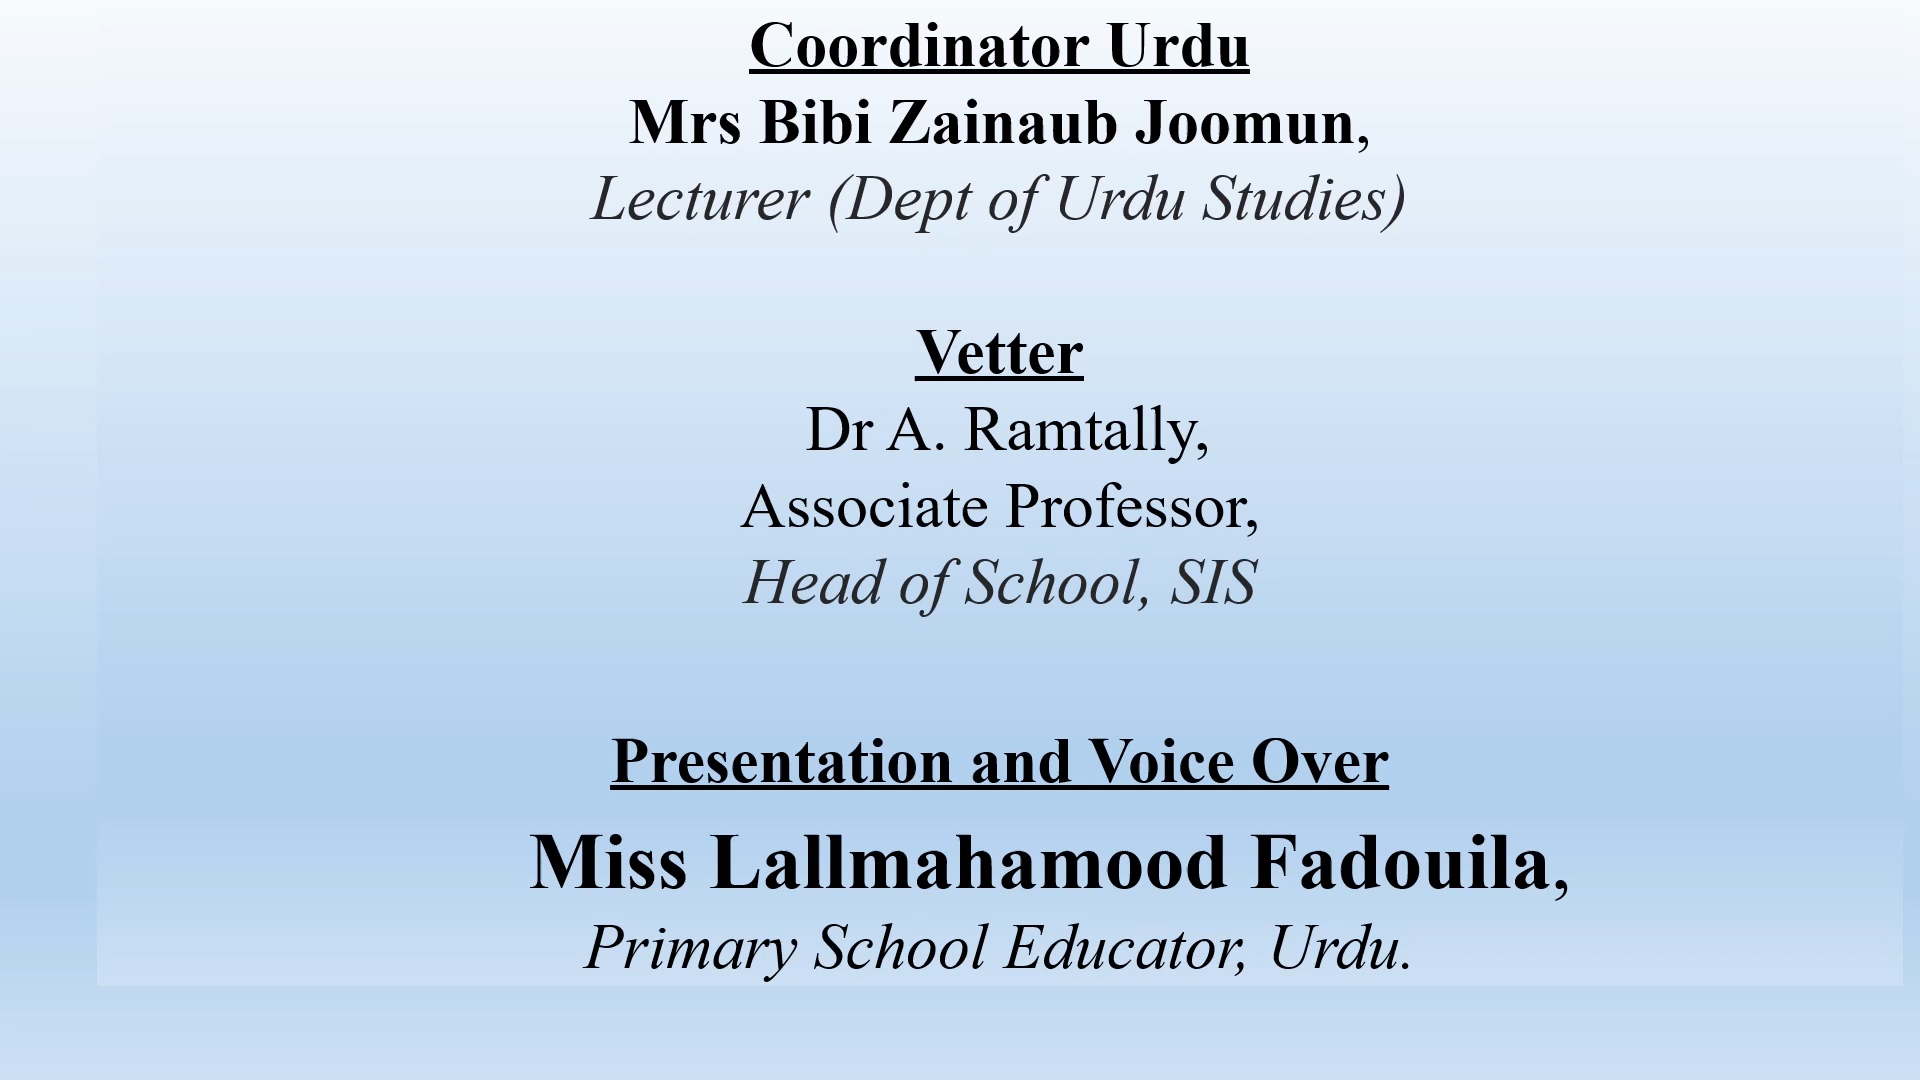 Coordinator Urdu
Mrs Bibi Zainaub Joomun,
Lecturer (Dept of Urdu Studies)
Vetter
Dr A. Ramtally,
Associate Professor,
Head of School, SIS
Presentation and Voice Over
Miss Lallmahamood Fadouila,
Primary School Educator, Urdu.